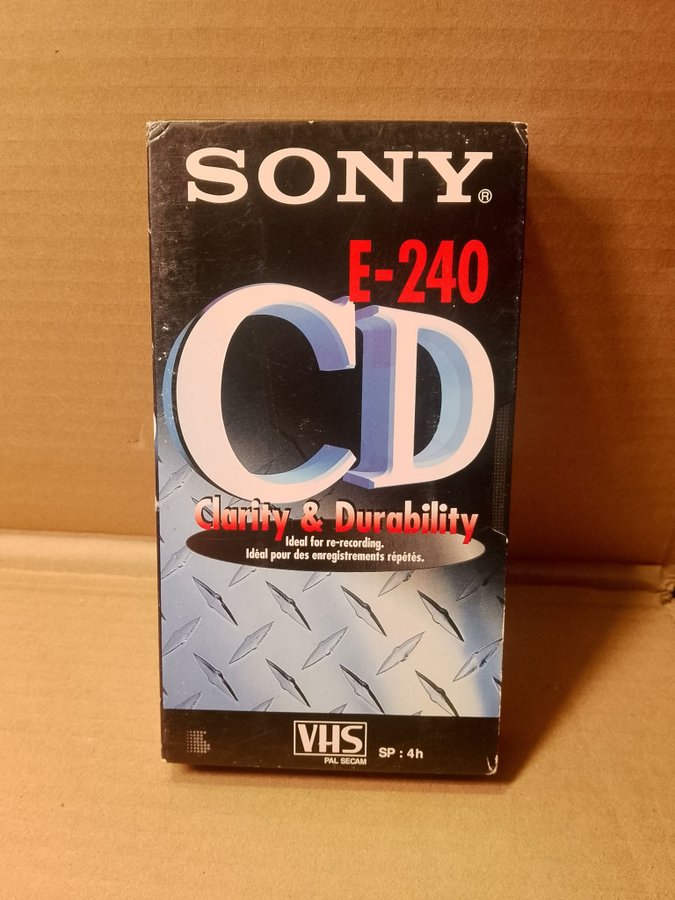 SONY®
E-240
CD
Clarity & Durability
Ideal for re-recording.
Idéal pour des enregistrements répétés.
VHS
PAL SECAM
SP : 4h